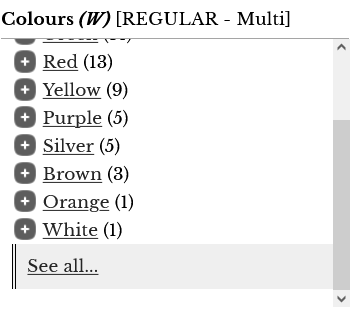 Colours (W) [REGULAR - Multi]
Red (13)
Yellow (9)
Purple (5)
Silver (5)
Brown (3)
Orange (1)
White (1)
See all...